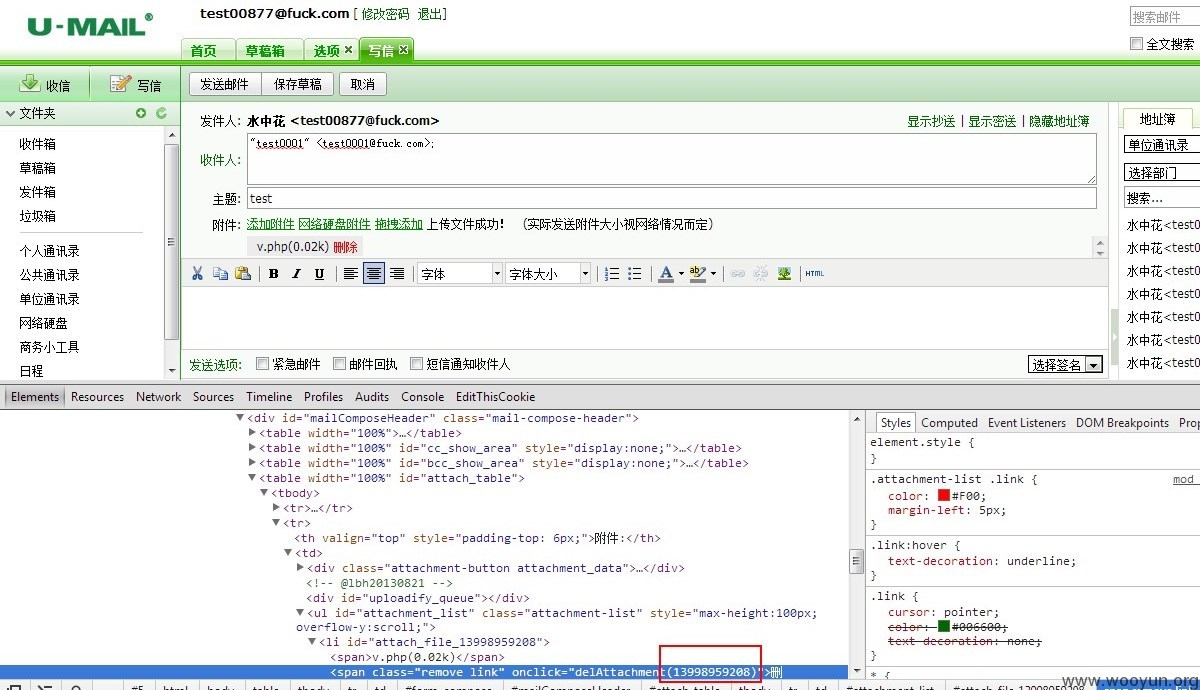 U-MAIL®
test00877@fuck.com [ 修改密码 退出]
搜索邮件
全文搜索
首页 草稿箱 选项 × 写信 ×
收信 写信
发送邮件 保存草稿 取消
文件夹
收件箱
草稿箱
发件箱
垃圾箱
个人通讯录
公共通讯录
单位通讯录
网络硬盘
商务小工具
日程
发件人: 水中花 <test00877@fuck.com>
显示抄送 | 显示密送 | 隐藏地址簿
收件人: "test0001" <test0001@fuck.com>;
主题: test
附件: 添加附件 网络硬盘附件 拖拽添加 上传文件成功! (实际发送附件大小视网络情况而定)
v.php(0.02k) 删除
B I U 字体 字体大小 A ab HTML
发送选项: 紧急邮件 邮件回执 短信通知收件人 选择签名
地址簿
单位通讯录
选择部门
搜索...
水中花<test0
水中花<test0
水中花<test0
水中花<test0
水中花<test0
水中花<test0
水中花<test0
Elements Resources Network Sources Timeline Profiles Audits Console EditThisCookie
<div id="mailComposeHeader" class="mail-compose-header">
<table width="100%">…</table>
<table width="100%" id="cc_show_area" style="display:none;">…</table>
<table width="100%" id="bcc_show_area" style="display:none;">…</table>
<table width="100%" id="attach_table">
<tbody>
<tr>…</tr>
<tr>
<th valign="top" style="padding-top: 6px;">附件:</th>
<td>
<div class="attachment-button attachment_data">…</div>
<!-- @lbh20130821 -->
<div id="uploadify_queue"></div>
<ul id="attachment_list" class="attachment-list" style="max-height:100px;
overflow-y:scroll;">
<li id="attach_file_13998959208">
<span>v.php(0.02k)</span>
<span class="remove link" onclick="delAttachment(13998959208)">删
Styles Computed Event Listeners DOM Breakpoints Prop
element.style {
}
.attachment-list .link { mod
color: #F00;
margin-left: 5px;
}
.link:hover {
text-decoration: underline;
}
.link {
cursor: pointer;
color: #006600;
text-decoration: none;
}
* {
#5 html body table tbody tr td #form_compose #mailComposeHeader #attach_table tbody tr td #attachment_list #attach_file_13998959208
www.wooyun.org